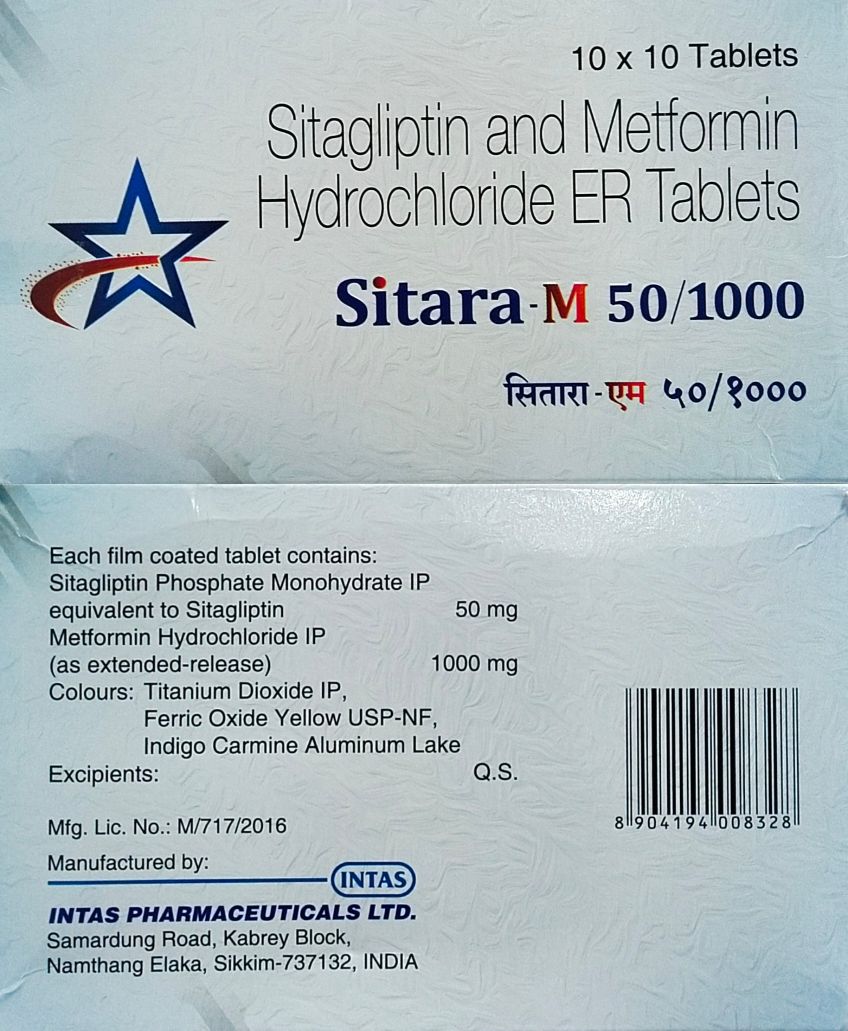 10 x 10 Tablets
Sitagliptin and Metformin
Hydrochloride ER Tablets
Sitara-M 50/1000
सितारा-एम ५०/१०००
Each film coated tablet contains:
Sitagliptin Phosphate Monohydrate IP
equivalent to Sitagliptin 50 mg
Metformin Hydrochloride IP
(as extended-release) 1000 mg
Colours: Titanium Dioxide IP,
Ferric Oxide Yellow USP-NF,
Indigo Carmine Aluminum Lake
Excipients: Q.S.
8 904194 008328
Mfg. Lic. No.: M/717/2016
Manufactured by:
INTAS
INTAS PHARMACEUTICALS LTD.
Samardung Road, Kabrey Block,
Namthang Elaka, Sikkim-737132, INDIA